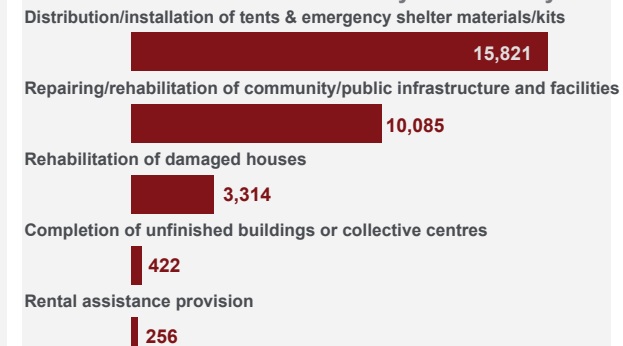 Distribution/installation of tents & emergency shelter materials/kits
15,821
Repairing/rehabilitation of community/public infrastructure and facilities
10,085
Rehabilitation of damaged houses
3,314
Completion of unfinished buildings or collective centres
422
Rental assistance provision
256